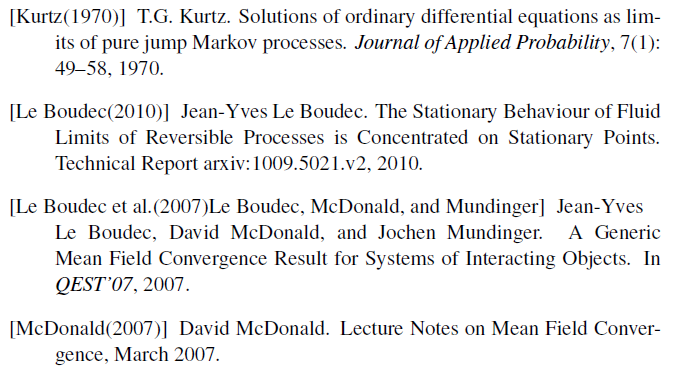 [Kurtz(1970)] T.G. Kurtz. Solutions of ordinary differential equations as lim-
its of pure jump Markov processes. Journal of Applied Probability, 7(1):
49–58, 1970.
[Le Boudec(2010)] Jean-Yves Le Boudec. The Stationary Behaviour of Fluid
Limits of Reversible Processes is Concentrated on Stationary Points.
Technical Report arxiv:1009.5021.v2, 2010.
[Le Boudec et al.(2007)Le Boudec, McDonald, and Mundinger] Jean-Yves
Le Boudec, David McDonald, and Jochen Mundinger. A Generic
Mean Field Convergence Result for Systems of Interacting Objects. In
QEST'07, 2007.
[McDonald(2007)] David McDonald. Lecture Notes on Mean Field Conver-
gence, March 2007.